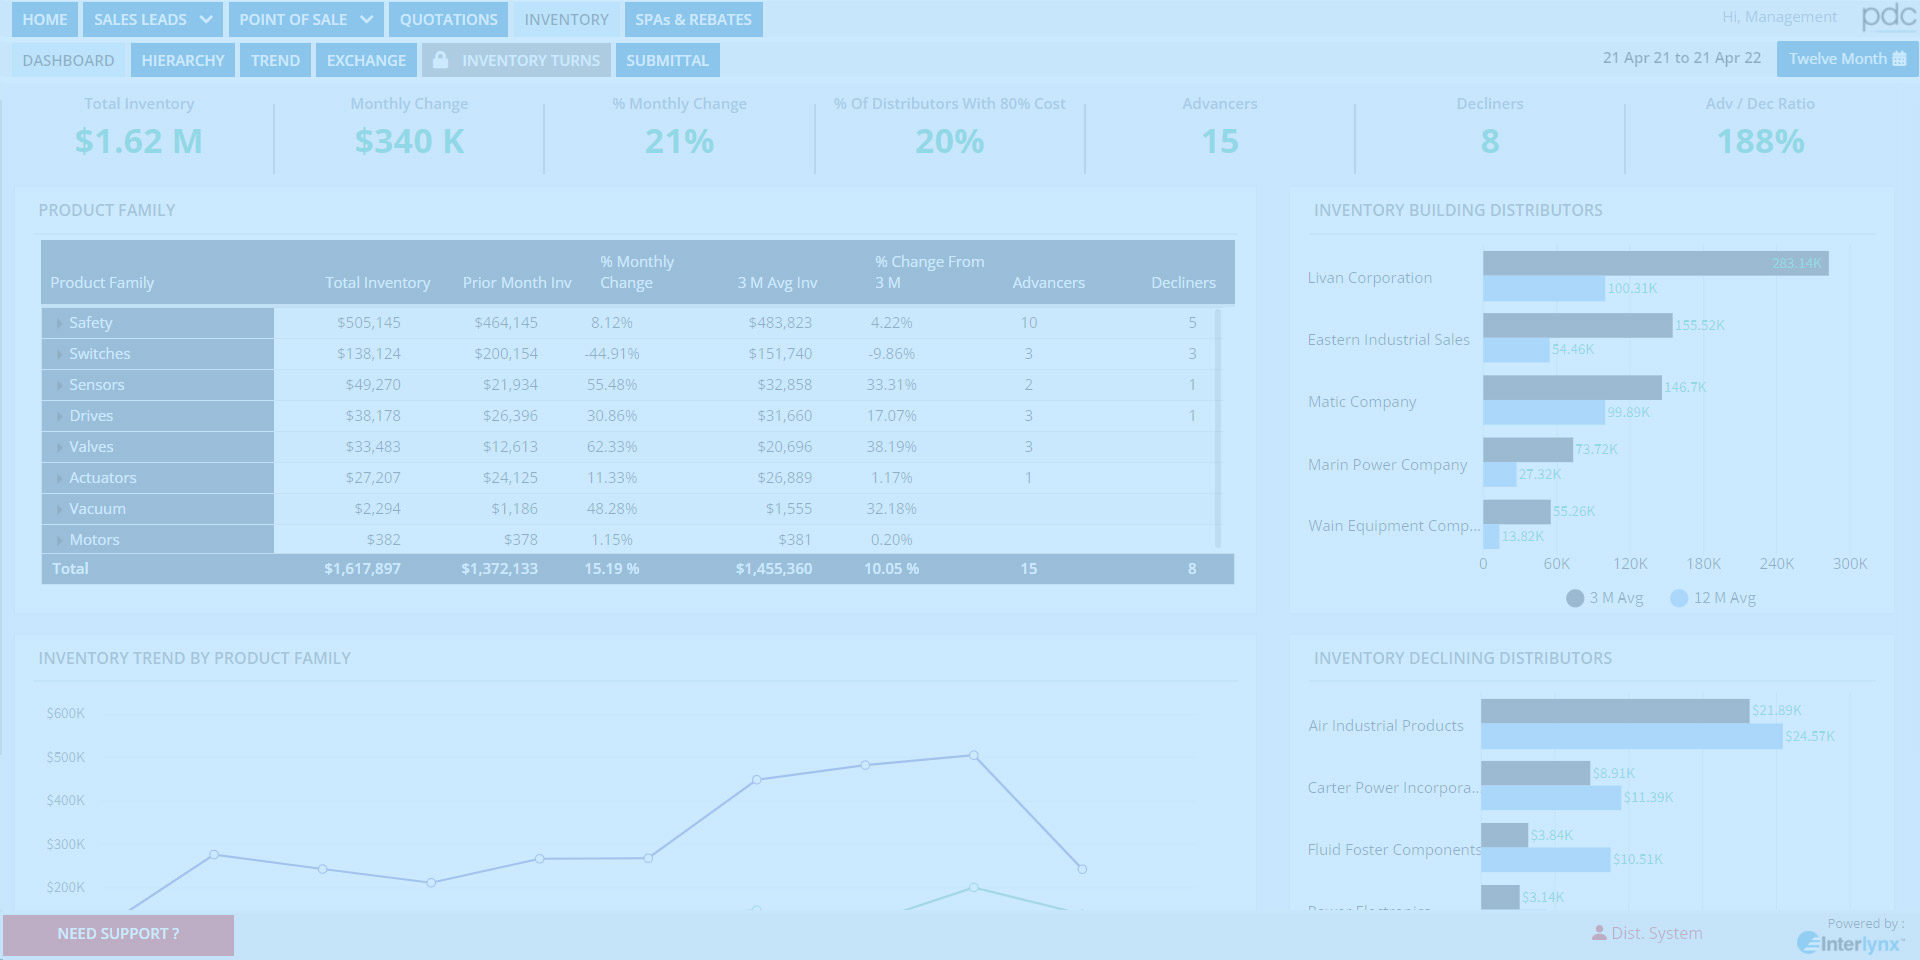 HOME SALES LEADS POINT OF SALE QUOTATIONS INVENTORY SPAs & REBATES
Hi, Management
pdc
DASHBOARD HIERARCHY TREND EXCHANGE INVENTORY TURNS SUBMITTAL
21 Apr 21 to 21 Apr 22 Twelve Month
Total Inventory Monthly Change % Monthly Change % Of Distributors With 80% Cost Advancers Decliners Adv / Dec Ratio
$1.62 M $340 K 21% 20% 15 8 188%
PRODUCT FAMILY
Product Family Total Inventory Prior Month Inv % Monthly Change 3 M Avg Inv % Change From 3 M Advancers Decliners
Safety $505,145 $464,145 8.12% $483,823 4.22% 10 5
Switches $138,124 $200,154 -44.91% $151,740 -9.86% 3 3
Sensors $49,270 $21,934 55.48% $32,858 33.31% 2 1
Drives $38,178 $26,396 30.86% $31,660 17.07% 3 1
Valves $33,483 $12,613 62.33% $20,696 38.19% 3
Actuators $27,207 $24,125 11.33% $26,889 1.17% 1
Vacuum $2,294 $1,186 48.28% $1,555 32.18%
Motors $382 $378 1.15% $381 0.20%
Total $1,617,897 $1,372,133 15.19 % $1,455,360 10.05 % 15 8
INVENTORY BUILDING DISTRIBUTORS
283.14K
Livan Corporation
100.31K
155.52K
Eastern Industrial Sales
54.46K
146.7K
Matic Company
99.89K
73.72K
Marin Power Company
27.32K
55.26K
Wain Equipment Comp...
13.82K
0 60K 120K 180K 240K 300K
3 M Avg 12 M Avg
INVENTORY TREND BY PRODUCT FAMILY
$600K
$500K
$400K
$300K
$200K
INVENTORY DECLINING DISTRIBUTORS
$21.89K
Air Industrial Products
$24.57K
$8.91K
Carter Power Incorpora...
$11.39K
$3.84K
Fluid Foster Components
$10.51K
$3.14K
NEED SUPPORT ?
Dist. System
Powered by :
Interlynx